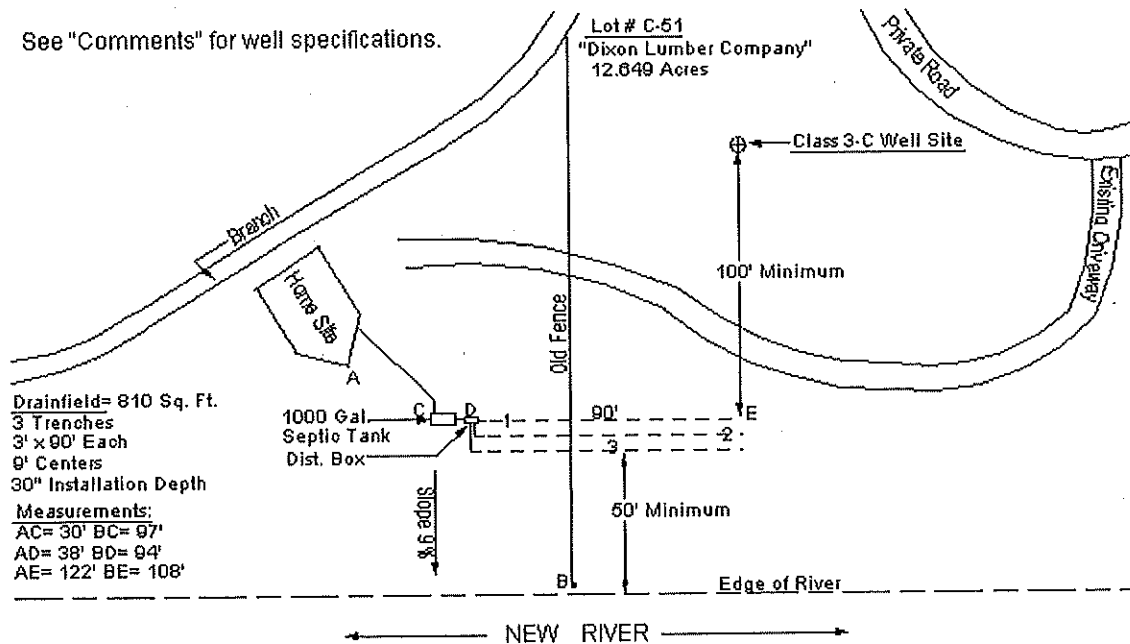 See "Comments" for well specifications.
Lot # C-51
"Dixon Lumber Company"
12.649 Acres
Private Road
Class 3-C Well Site
Existing Driveway
Branch
Home Site
100' Minimum
Old Fence
A
Drainfield= 810 Sq. Ft.
3 Trenches
3' x 90' Each
9' Centers
30" Installation Depth
Measurements:
AC= 30' BC= 97'
AD= 38' BD= 94'
AE= 122' BE= 108'
1000 Gal.
Septic Tank
Dist. Box
C
D
1
90'
E
2
3
Slope 9%
50' Minimum
B
Edge of River
NEW RIVER